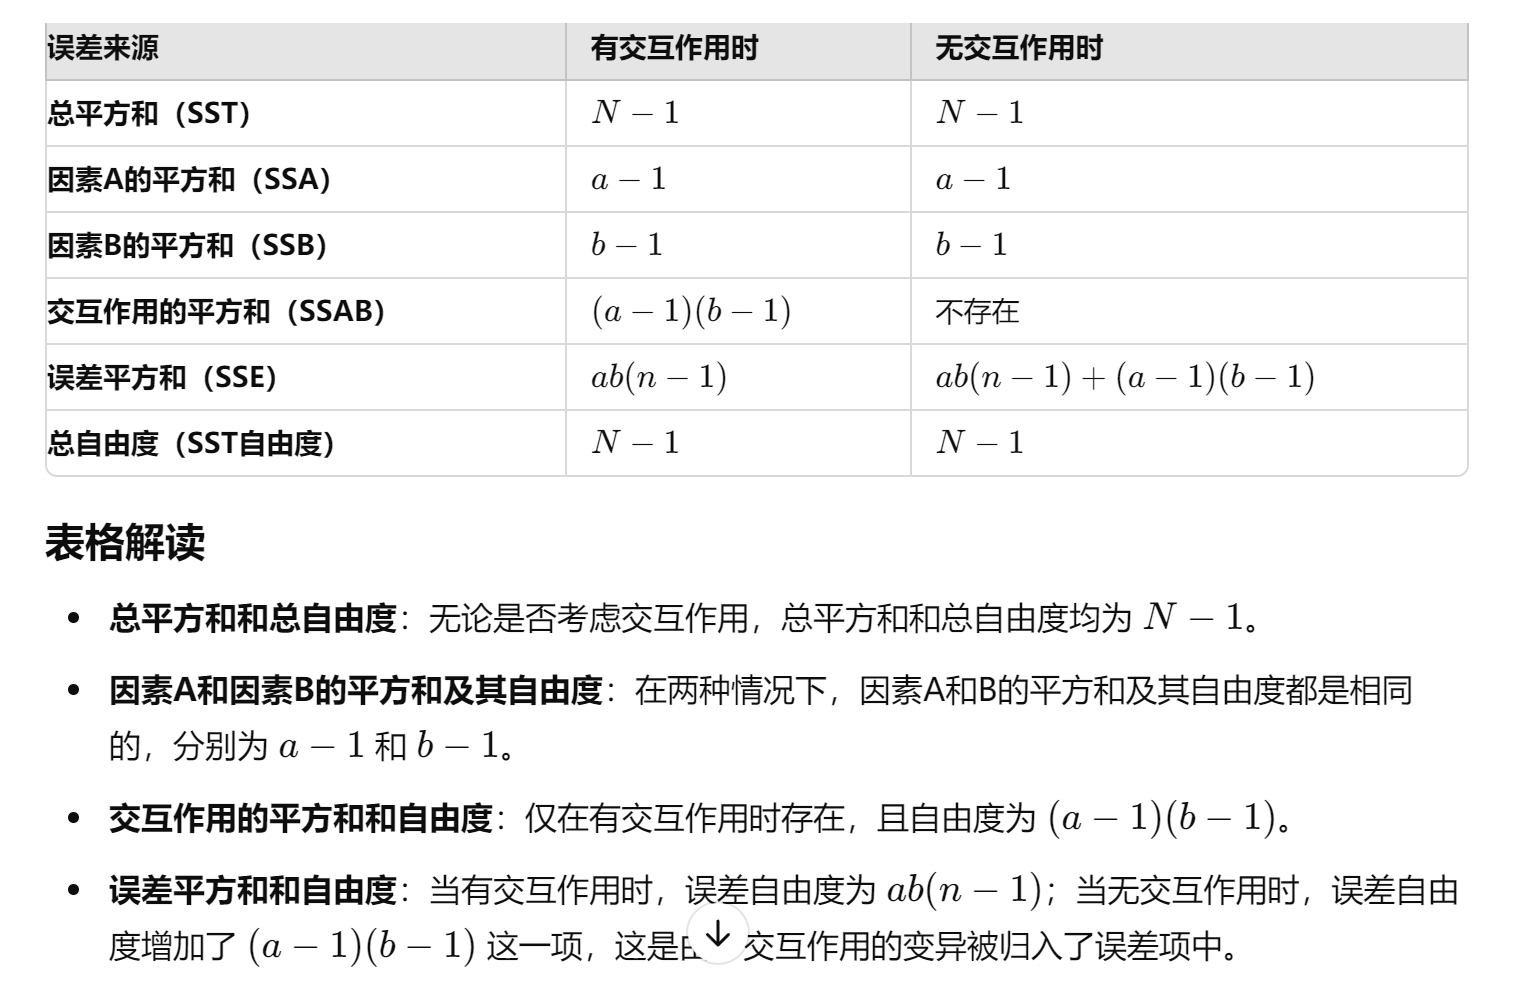 误差来源 有交互作用时 无交互作用时
总平方和（SST） N − 1 N − 1
因素A的平方和（SSA） a − 1 a − 1
因素B的平方和（SSB） b − 1 b − 1
交互作用的平方和（SSAB） (a − 1)(b − 1) 不存在
误差平方和（SSE） ab(n − 1) ab(n − 1) + (a − 1)(b − 1)
总自由度（SST自由度） N − 1 N − 1
表格解读
• 总平方和和总自由度：无论是否考虑交互作用，总平方和和总自由度均为 N − 1。
• 因素A和因素B的平方和及其自由度：在两种情况下，因素A和B的平方和及其自由度都是相同
的，分别为 a − 1 和 b − 1。
• 交互作用的平方和和自由度：仅在有交互作用时存在，且自由度为 (a − 1)(b − 1)。
• 误差平方和和自由度：当有交互作用时，误差自由度为 ab(n − 1)；当无交互作用时，误差自由
度增加了 (a − 1)(b − 1) 这一项，这是 交互作用的变异被归入了误差项中。